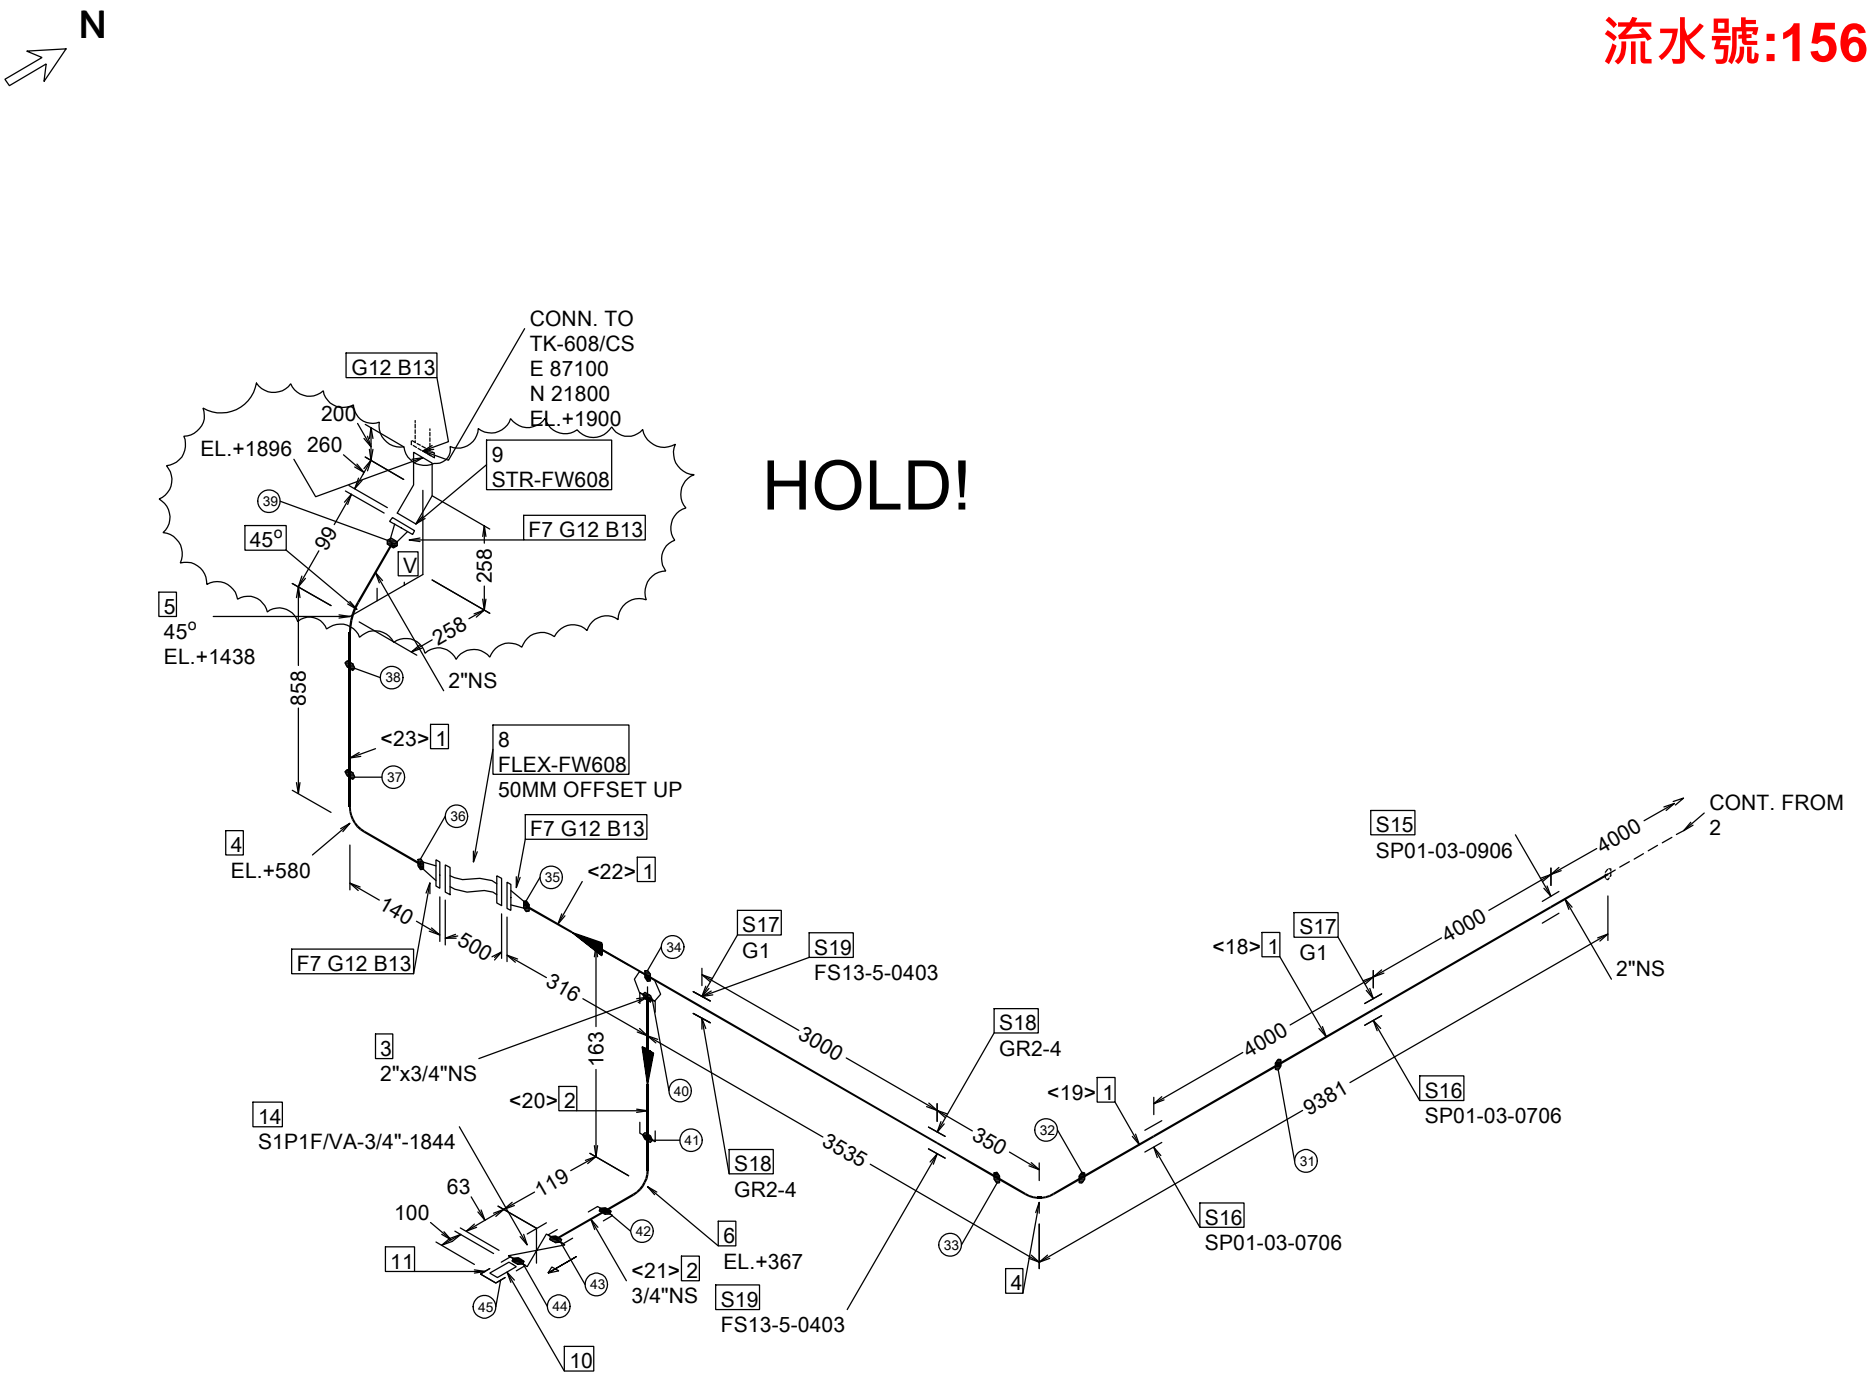 N
流水號:156
CONN. TO
TK-608/CS
E 87100
N 21800
EL.+1900
G12 B13
200
EL.+1896
260
9
STR-FW608
HOLD!
39
F7 G12 B13
45°
99
V
258
5
45°
EL.+1438
258
2"NS
38
858
<23> 1
8
FLEX-FW608
50MM OFFSET UP
37
36
F7 G12 B13
4
EL.+580
35
<22> 1
140
500
F7 G12 B13
316
34
S17
G1
S19
FS13-5-0403
CONT. FROM
2
S15
SP01-03-0906
4000
4000
S17
G1
<18> 1
2"NS
3000
S18
GR2-4
4000
163
3
2"x3/4"NS
40
<20> 2
<19> 1
9381
S16
SP01-03-0706
14
S1P1F/VA-3/4"-1844
41
3535
350
32
31
S18
GR2-4
119
63
100
42
6
EL.+367
33
S16
SP01-03-0706
11
<21> 2
3/4"NS
43
44
45
4
S19
FS13-5-0403
10